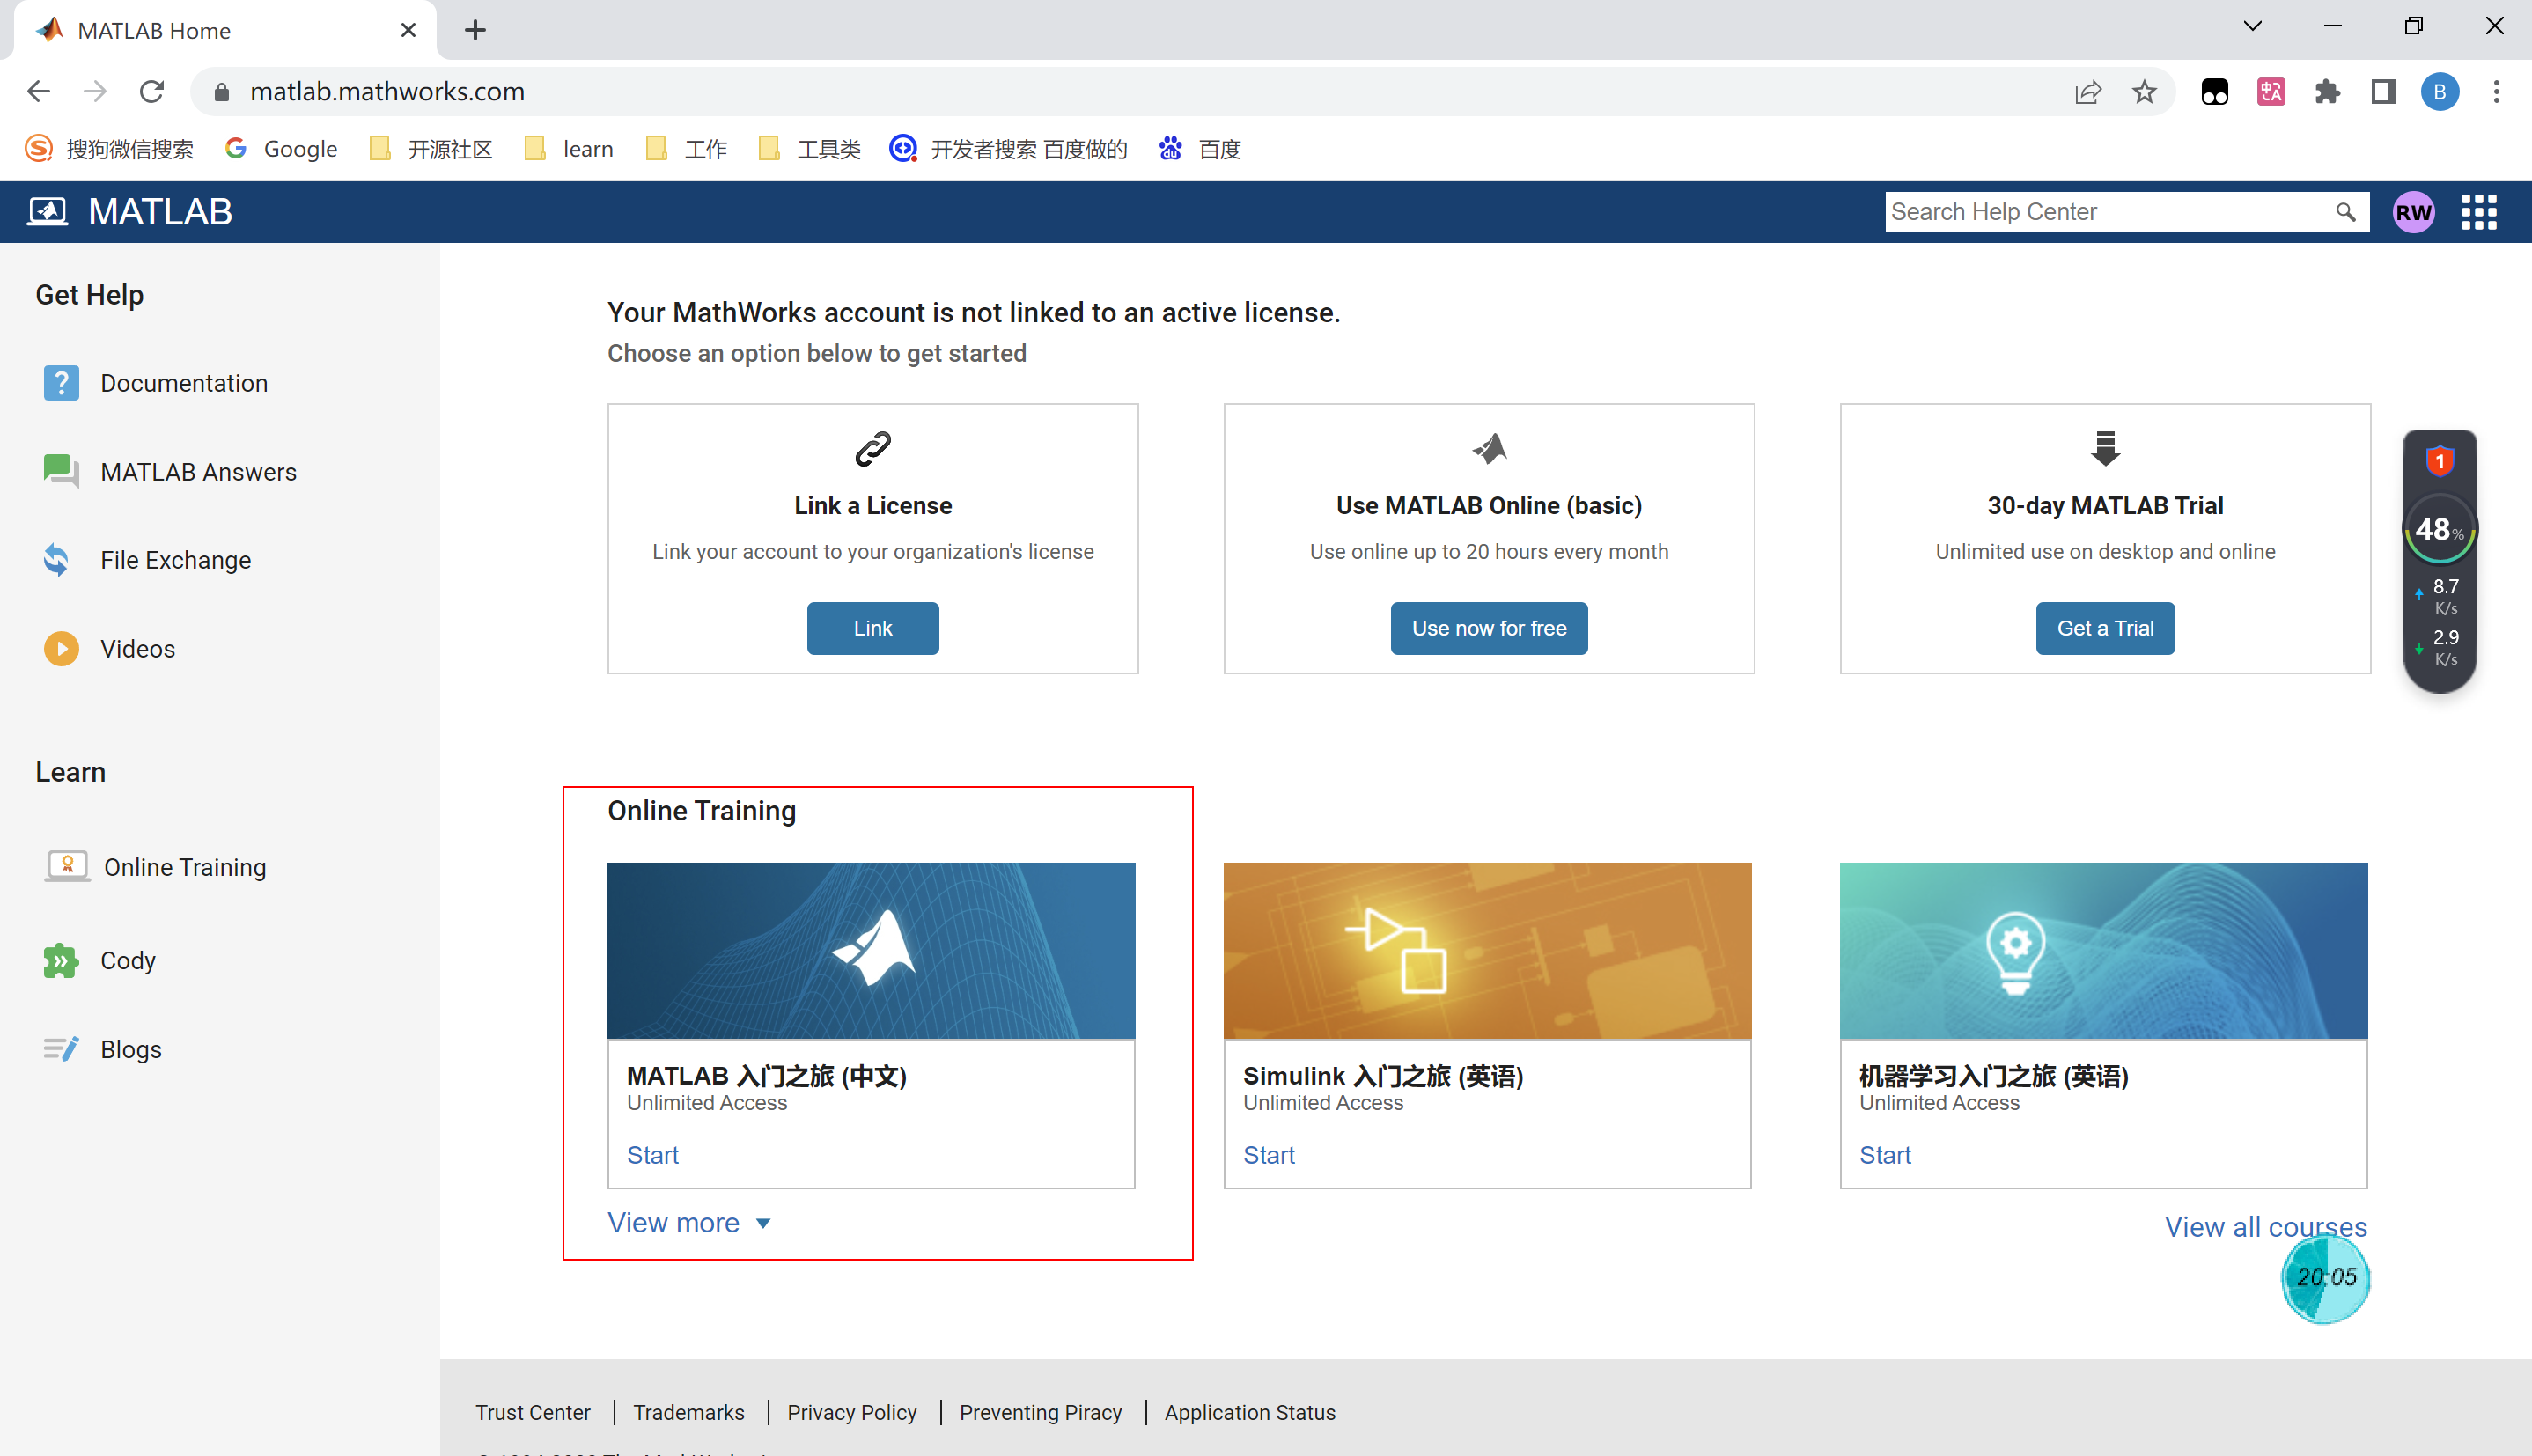 MATLAB Home
matlab.mathworks.com
B
搜狗微信搜索 Google 开源社区 learn 工作 工具类 开发者搜索 百度做的 百度
MATLAB
Search Help Center
RW
Get Help
Documentation
MATLAB Answers
File Exchange
Videos
Learn
Online Training
Cody
Blogs
Your MathWorks account is not linked to an active license.
Choose an option below to get started
Link a License
Link your account to your organization's license
Link
Use MATLAB Online (basic)
Use online up to 20 hours every month
Use now for free
30-day MATLAB Trial
Unlimited use on desktop and online
Get a Trial
1
48%
8.7
K/s
2.9
K/s
Online Training
MATLAB 入门之旅 (中文)
Unlimited Access
Start
Simulink 入门之旅 (英语)
Unlimited Access
Start
机器学习入门之旅 (英语)
Unlimited Access
Start
View more
View all courses
20:05
Trust Center | Trademarks | Privacy Policy | Preventing Piracy | Application Status